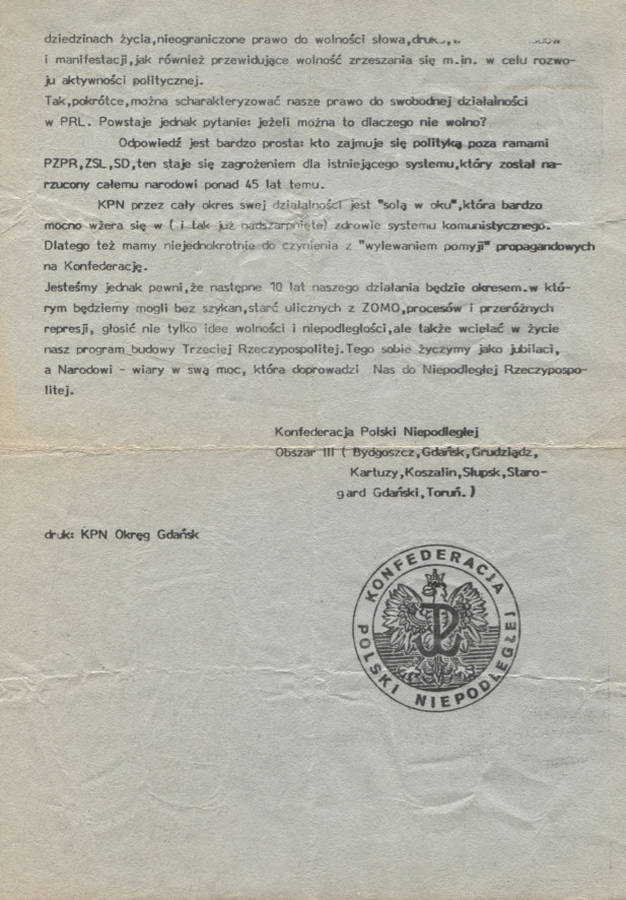 dziedzinach życia,nieograniczone prawo do wolności słowa,druku,
i manifestacji,jak również przewidujące wolność zrzeszania się m.in. w celu rozwo-
ju aktywności politycznej.
Tak,pokrótce,można scharakteryzować nasze prawo do swobodnej działalności
w PRL. Powstaje jednak pytanie: jeżeli można to dlaczego nie wolno?
Odpowiedź jest bardzo prosta: kto zajmuje się polityką poza ramami
PZPR,ZSL,SD,ten staje się zagrożeniem dla istniejącego systemu,który został na-
rzucony całemu narodowi ponad 45 lat temu.
KPN przez cały okres swej działalności jest "solą w oku",która bardzo
mocno wżera się w ( i tak już nadszarpnięte) zdrowie systemu komunistycznego.
Dlatego też mamy niejednokrotnie do czynienia z "wylewaniem pomyji" propagandowych
na Konfederację.
Jesteśmy jednak pewni,że następne 10 lat naszego działania będzie okresem.w któ-
rym będziemy mogli bez szykan,starć ulicznych z ZOMO,procesów i przeróżnych
represji, głosić nie tylko idee wolności i niepodległości,ale także wcielać w życie
nasz program budowy Trzeciej Rzeczypospolitej.Tego sobie życzymy jako jubilaci,
a Narodowi - wiary w swą moc, która doprowadzi Nas do Niepodległej Rzeczypospo-
litej.
Konfederacja Polski Niepodległej
Obszar III ( Bydgoszcz,Gdańsk,Grudziądz,
Kartuzy,Koszalin,Słupsk,Staro-
gard Gdański,Toruń.)
druk: KPN Okręg Gdańsk
KONFEDERACJA
POLSKI NIEPODLEGŁEJ